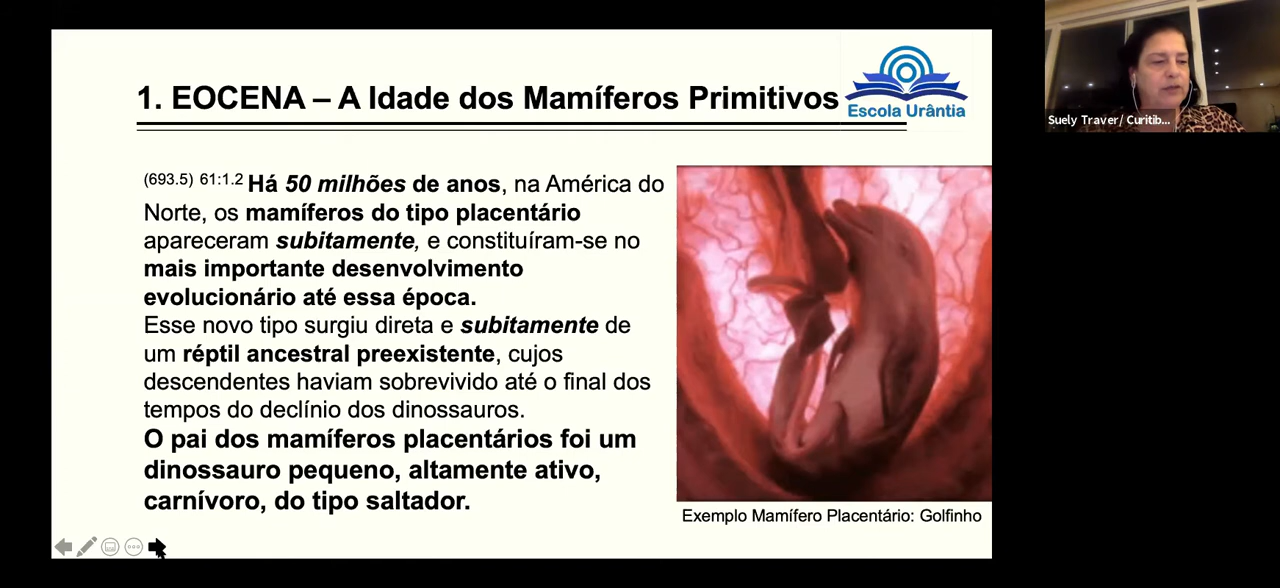 1. EOCENA – A Idade dos Mamíferos Primitivos
Escola Urântia
Suely Traver/ Curitib...
(693.5) 61:1.2 Há 50 milhões de anos, na América do
Norte, os mamíferos do tipo placentário
apareceram subitamente, e constituíram-se no
mais importante desenvolvimento
evolucionário até essa época.
Esse novo tipo surgiu direta e subitamente de
um réptil ancestral preexistente, cujos
descendentes haviam sobrevivido até o final dos
tempos do declínio dos dinossauros.
O pai dos mamíferos placentários foi um
dinossauro pequeno, altamente ativo,
carnívoro, do tipo saltador.
Exemplo Mamífero Placentário: Golfinho